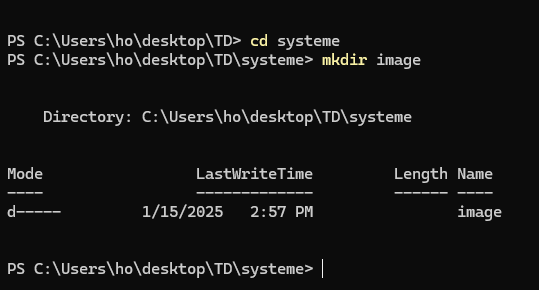 PS C:\Users\ho\desktop\TD> cd systeme
PS C:\Users\ho\desktop\TD\systeme> mkdir image
Directory: C:\Users\ho\desktop\TD\systeme
Mode                 LastWriteTime         Length Name
----                 -------------         ------ ----
d-----         1/15/2025   2:57 PM                image
PS C:\Users\ho\desktop\TD\systeme>